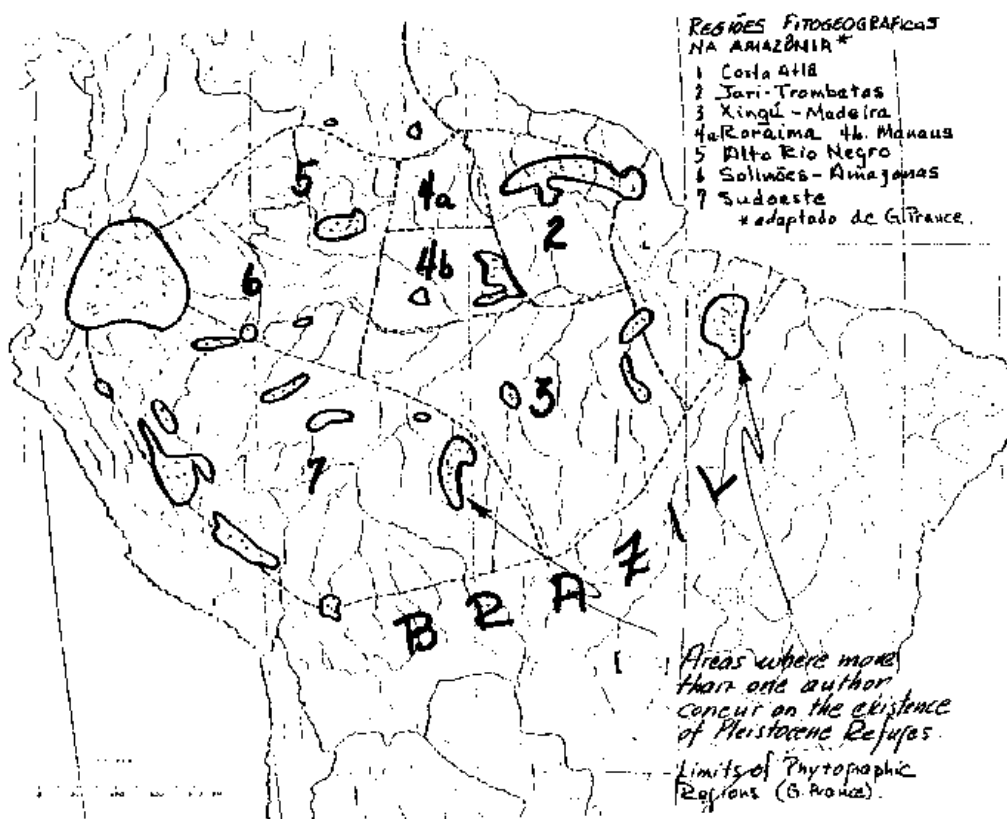 REGIÕES FITOGEOGRÁFICAS
NA AMAZÔNIA*
1 Costa Atlâ
2 Jari-Trombetas
3 Xingú - Madeira
4a Roraima 4b. Manaus
5 Alto Rio Negro
6 Solimões - Amazonas
7 Sudoeste
* adaptado de G. Prance.
5
4a
2
4b
6
3
7
B R A Z I L
Areas where more
than one author
concur on the existence
of Pleistocene Refuges.
Limits of Phytographic
Regions (G. Prance).